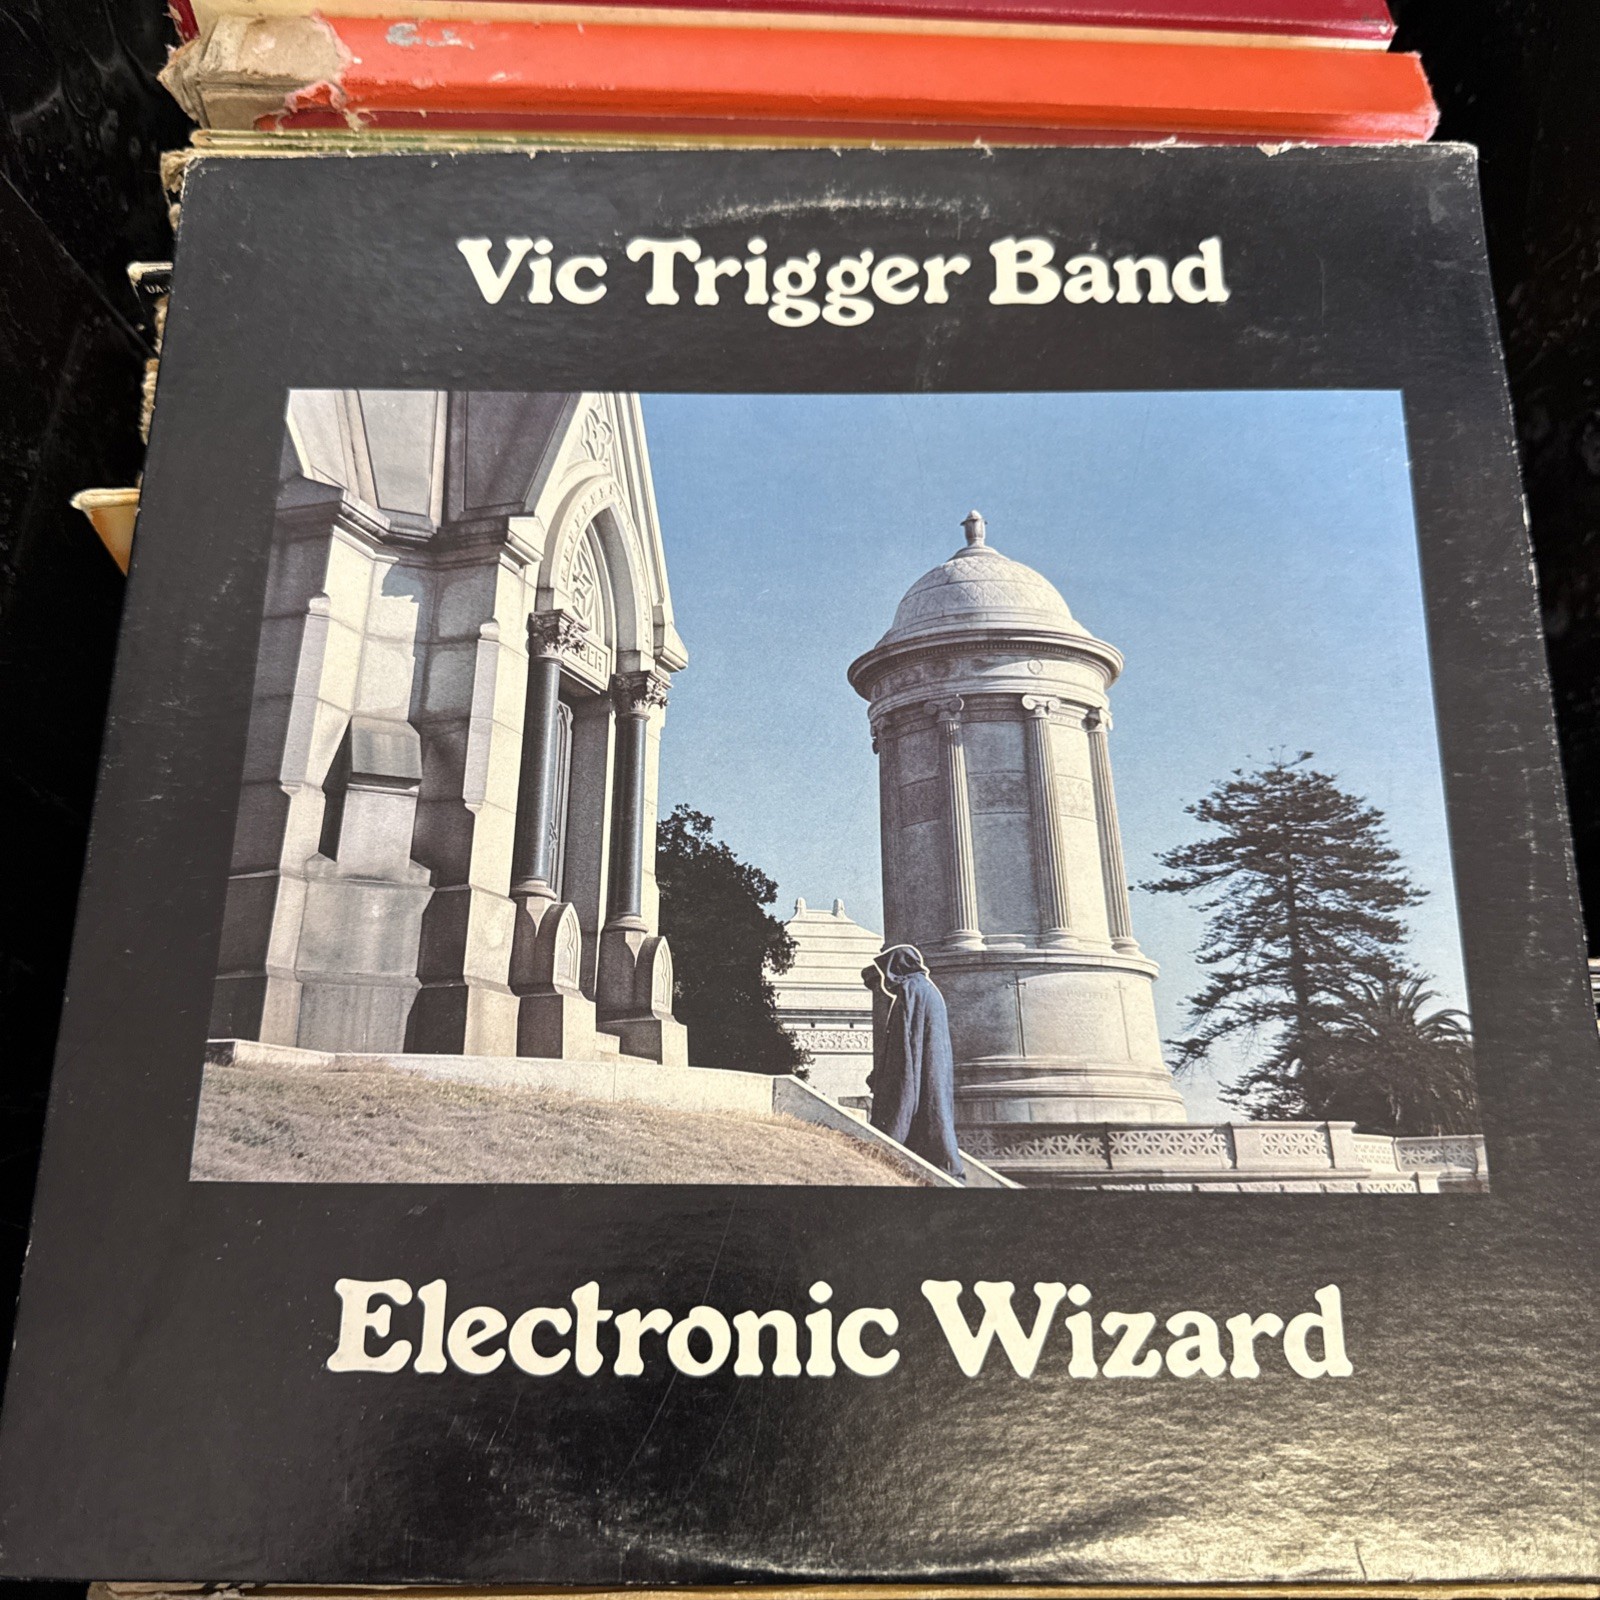 Vic Trigger Band
Electronic Wizard